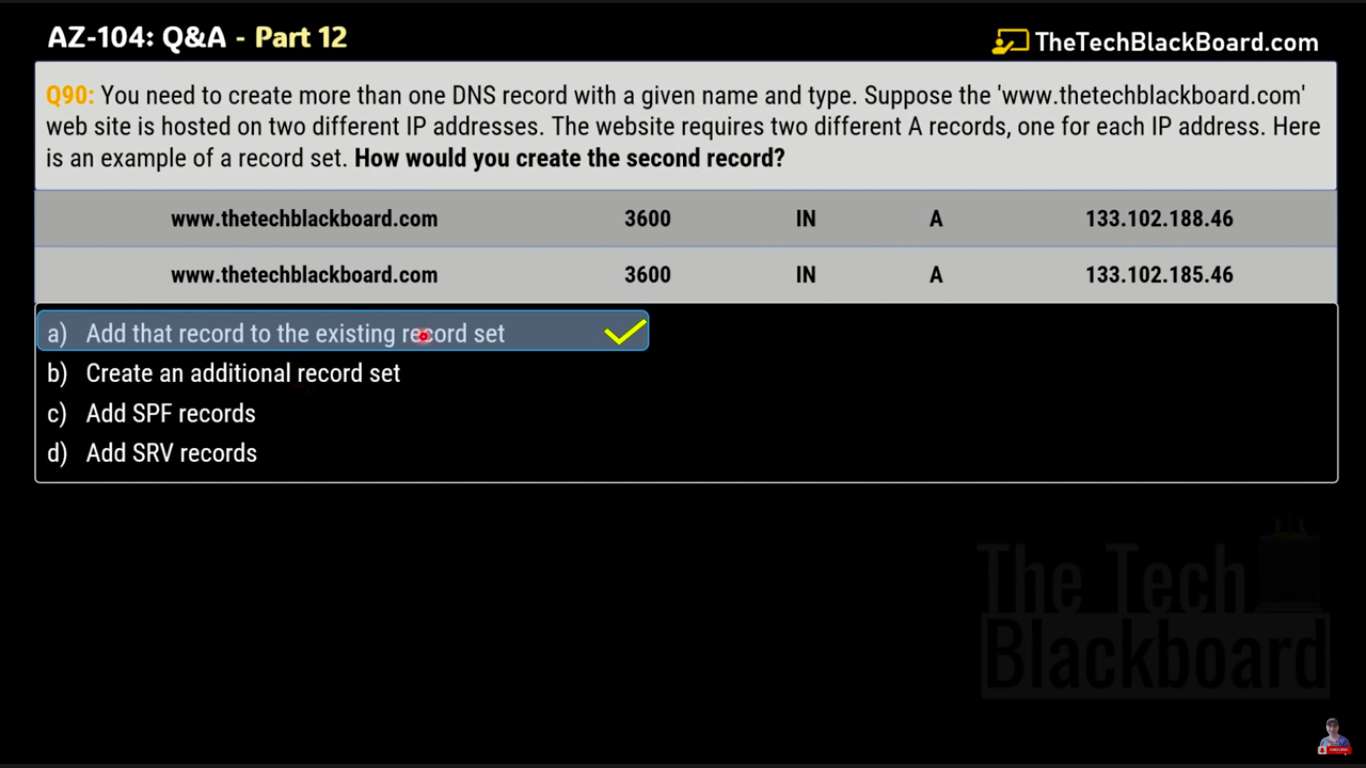 AZ-104: Q&A - Part 12
TheTechBlackBoard.com
Q90: You need to create more than one DNS record with a given name and type. Suppose the 'www.thetechblackboard.com'
web site is hosted on two different IP addresses. The website requires two different A records, one for each IP address. Here
is an example of a record set. How would you create the second record?
www.thetechblackboard.com 3600 IN A 133.102.188.46
www.thetechblackboard.com 3600 IN A 133.102.185.46
a) Add that record to the existing record set
b) Create an additional record set
c) Add SPF records
d) Add SRV records
The Tech
Blackboard